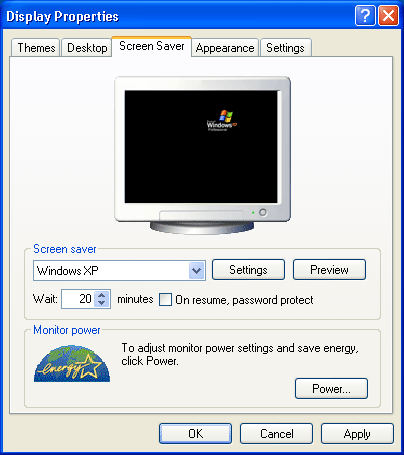 Display Properties
Themes Desktop Screen Saver Appearance Settings
Windows XP
Professional
Screen saver
Windows XP Settings Preview
Wait: 20 minutes On resume, password protect
Monitor power
energy
To adjust monitor power settings and save energy,
click Power.
Power...
OK Cancel Apply